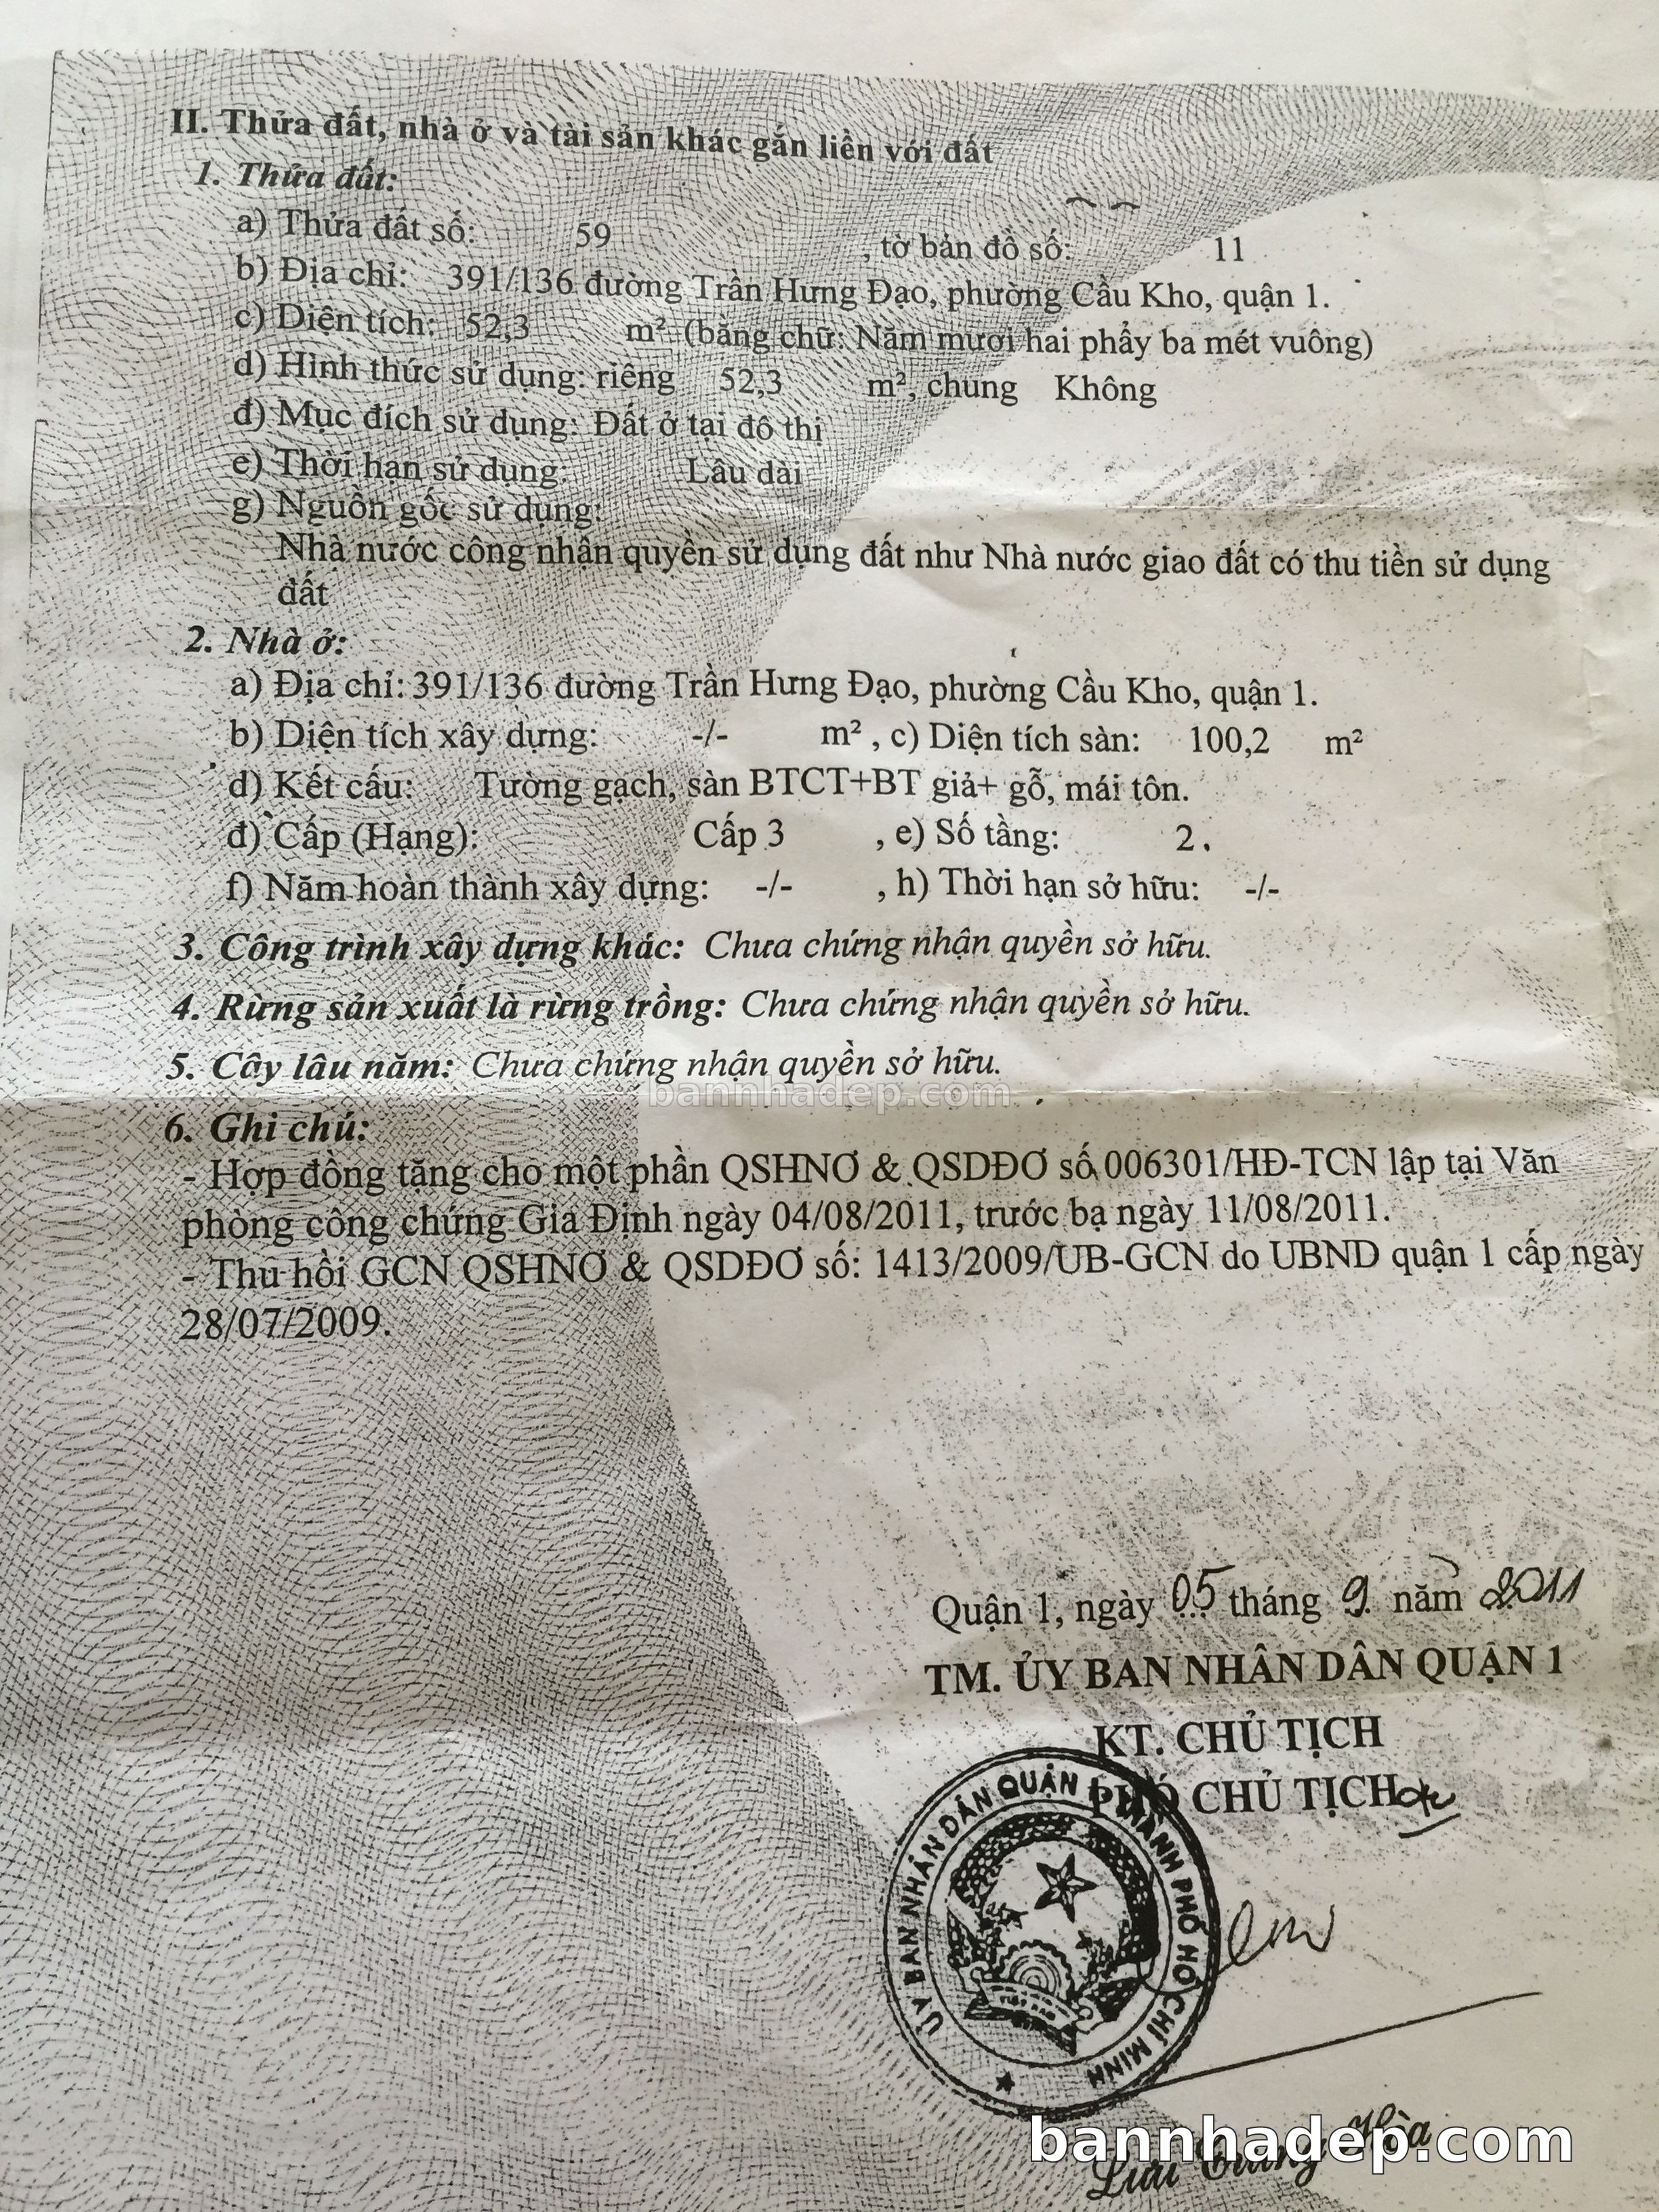 II. Thửa đất, nhà ở và tài sản khác gắn liền với đất
1. Thửa đất:
a) Thửa đất số: 59 , tờ bản đồ số: 11
b) Địa chỉ: 391/136 đường Trần Hưng Đạo, phường Cầu Kho, quận 1.
c) Diện tích: 52,3 m² (bằng chữ: Năm mươi hai phẩy ba mét vuông)
d) Hình thức sử dụng: riêng 52,3 m², chung Không
đ) Mục đích sử dụng: Đất ở tại đô thị
e) Thời hạn sử dụng: Lâu dài
g) Nguồn gốc sử dụng:
Nhà nước công nhận quyền sử dụng đất như Nhà nước giao đất có thu tiền sử dụng
đất
2. Nhà ở:
a) Địa chỉ: 391/136 đường Trần Hưng Đạo, phường Cầu Kho, quận 1.
b) Diện tích xây dựng: -/- m² , c) Diện tích sàn: 100,2 m²
d) Kết cấu: Tường gạch, sàn BTCT+BT giả+ gỗ, mái tôn.
đ) Cấp (Hạng): Cấp 3 , e) Số tầng: 2.
f) Năm hoàn thành xây dựng: -/- , h) Thời hạn sở hữu: -/-
3. Công trình xây dựng khác: Chưa chứng nhận quyền sở hữu.
4. Rừng sản xuất là rừng trồng: Chưa chứng nhận quyền sở hữu.
5. Cây lâu năm: Chưa chứng nhận quyền sở hữu.
bannhadep.com
6. Ghi chú:
- Hợp đồng tặng cho một phần QSHNƠ & QSDĐƠ số 006301/HĐ-TCN lập tại Văn
phòng công chứng Gia Định ngày 04/08/2011, trước bạ ngày 11/08/2011.
- Thu hồi GCN QSHNƠ & QSDĐƠ số: 1413/2009/UB-GCN do UBND quận 1 cấp ngày
28/07/2009.
Quận 1, ngày 05 tháng 9 năm 2011
TM. ỦY BAN NHÂN DÂN QUẬN 1
KT. CHỦ TỊCH
PHÓ CHỦ TỊCH
ỦY BAN NHÂN DÂN QUẬN 1 THÀNH PHỐ HỒ CHÍ MINH
VIỆT NAM
bannhadep.com
Lưu Hòa